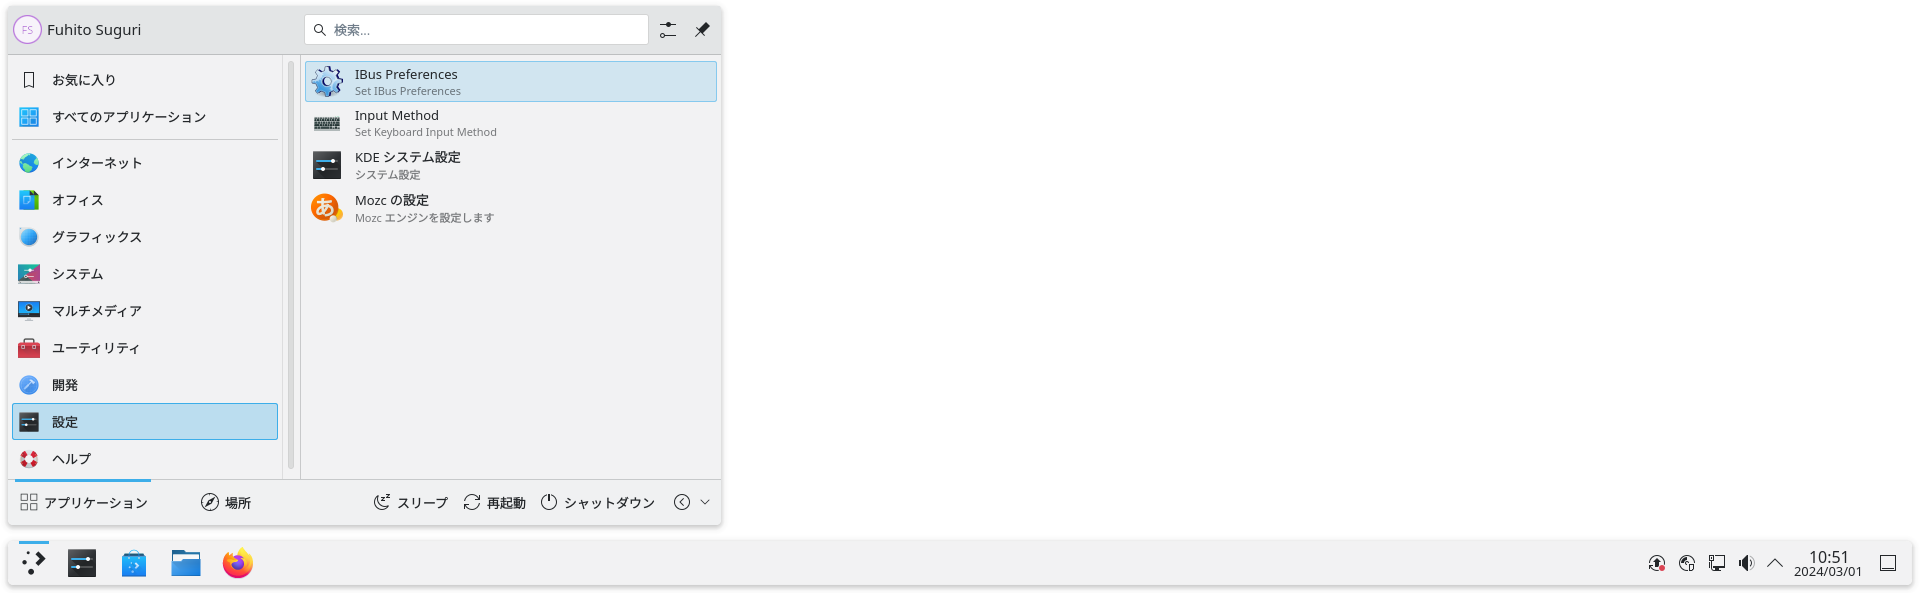 FS
Fuhito Suguri
検索...
お気に入り
すべてのアプリケーション
インターネット
オフィス
グラフィックス
システム
マルチメディア
ユーティリティ
開発
設定
ヘルプ
IBus Preferences
Set IBus Preferences
Input Method
Set Keyboard Input Method
KDE システム設定
システム設定
あ
Mozc の設定
Mozc エンジンを設定します
アプリケーション
場所
スリープ
再起動
シャットダウン
10:51
2024/03/01